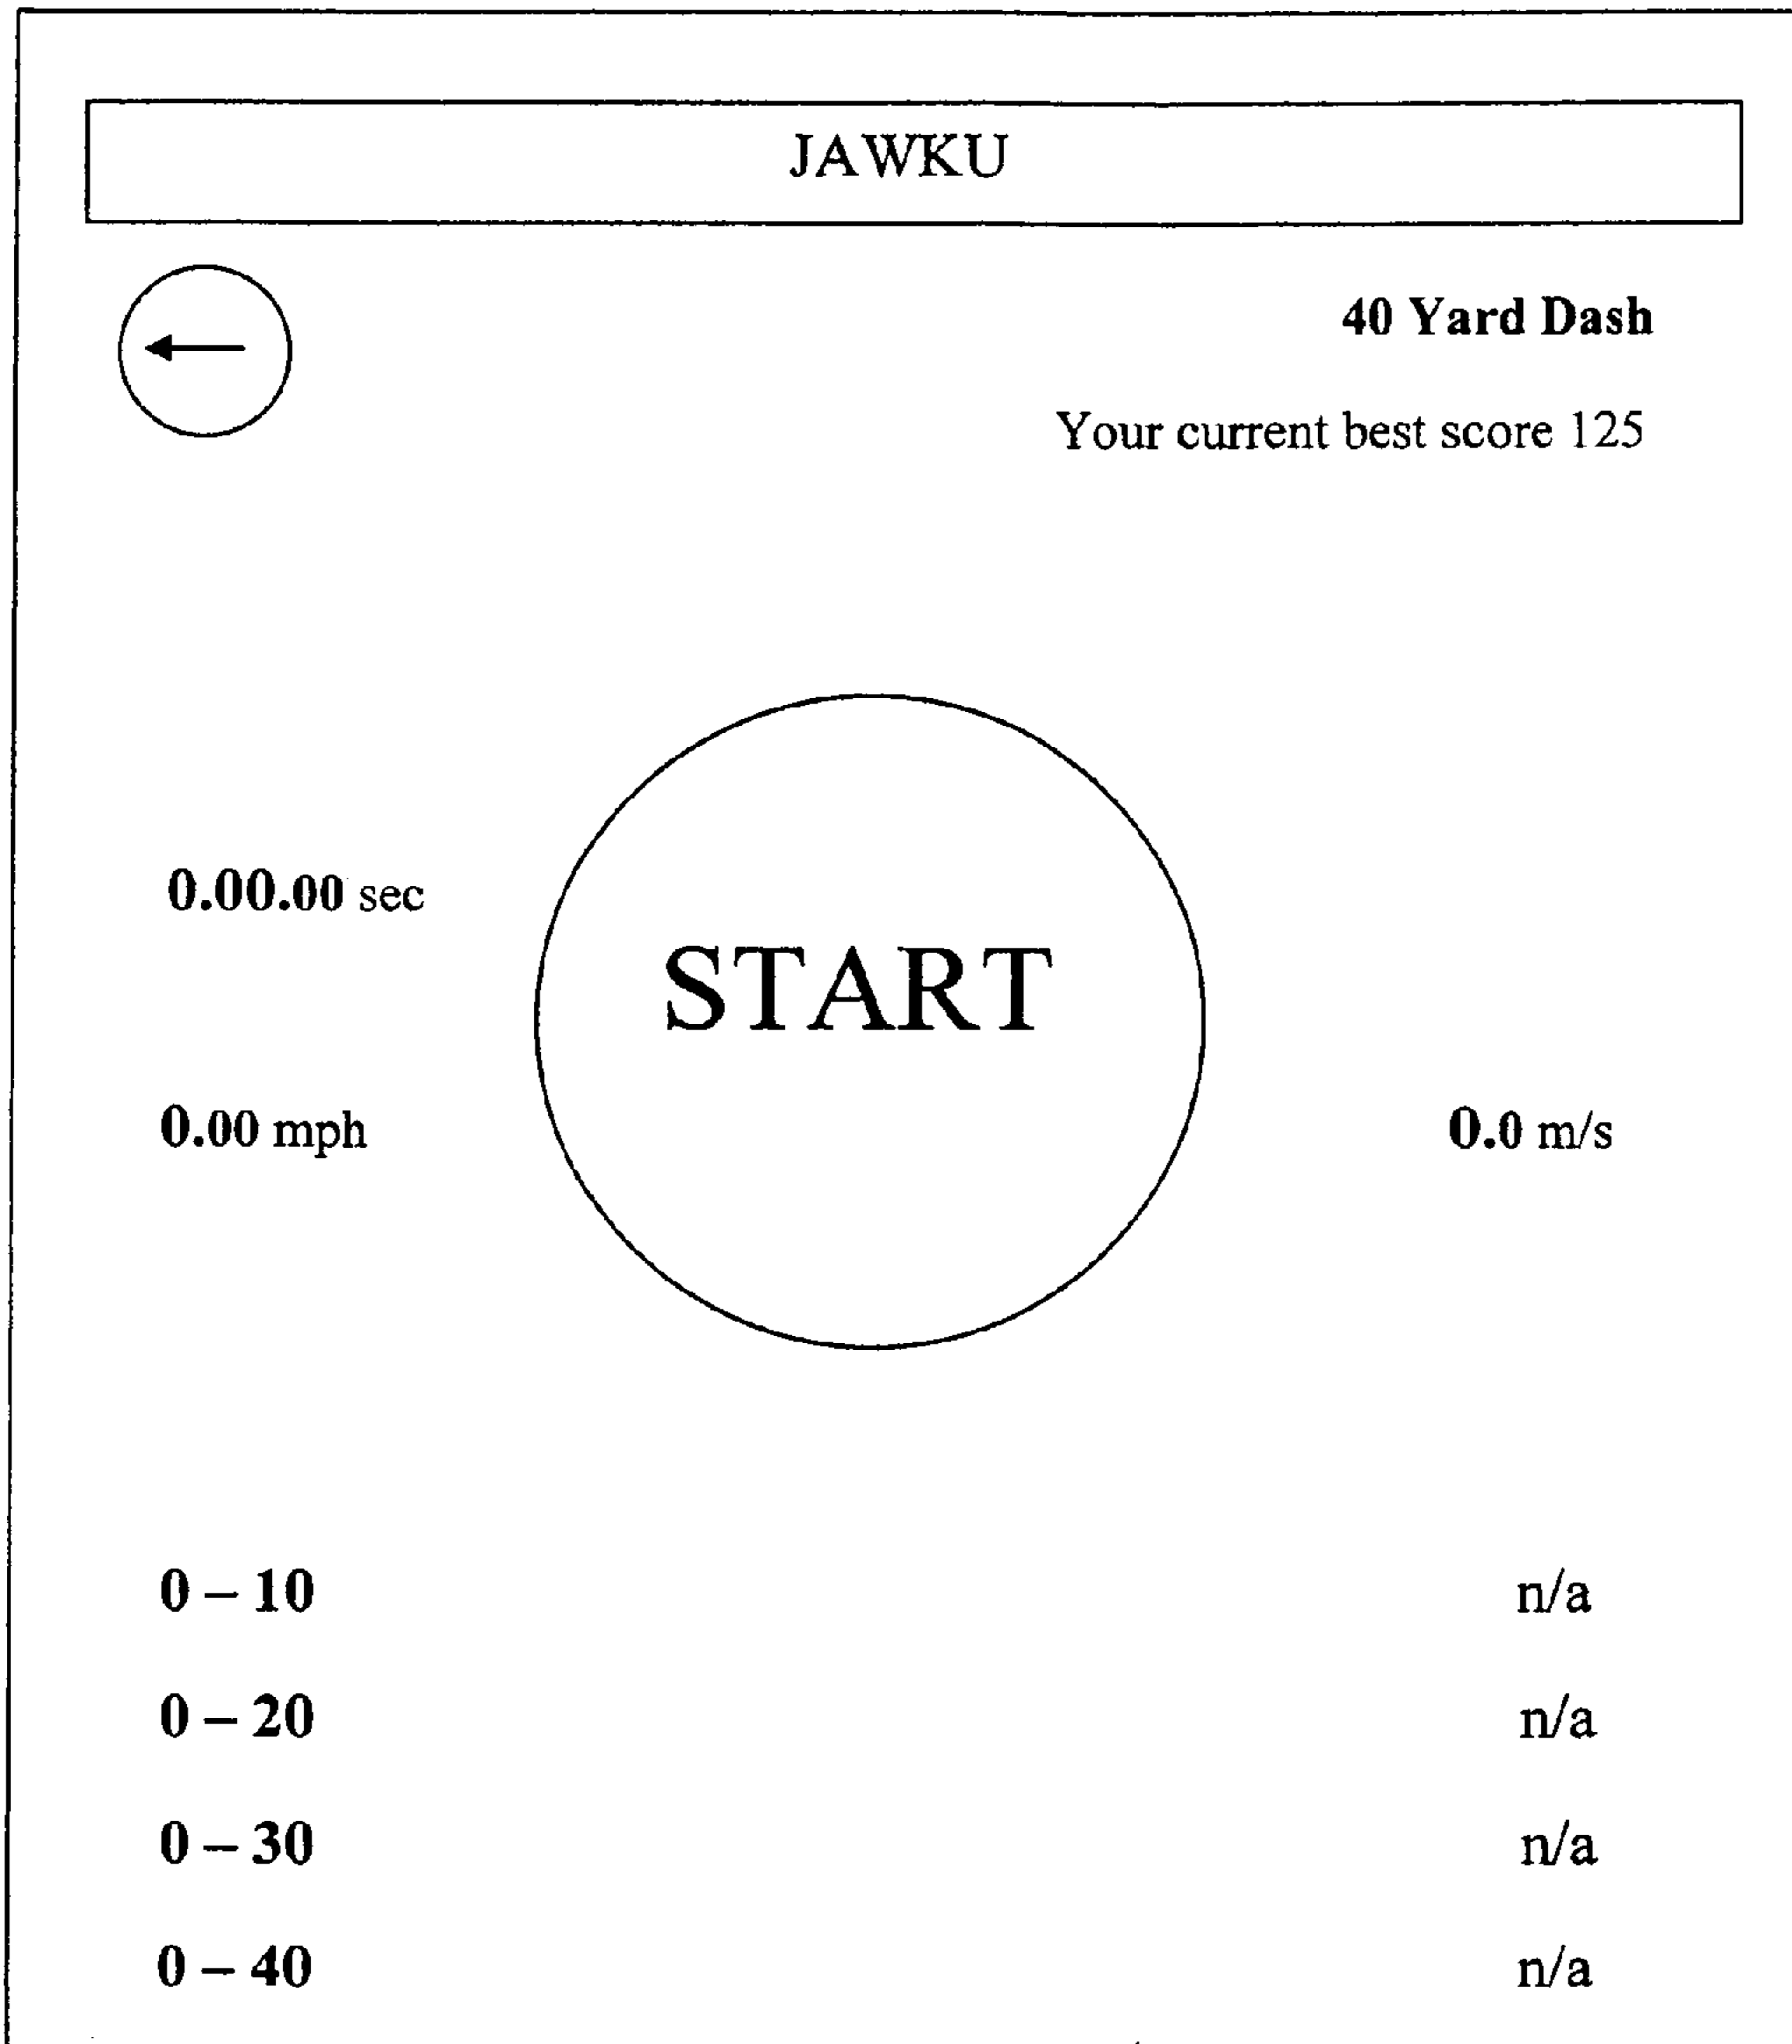 JAWKU
40 Yard Dash
Your current best score 125
0.00.00 sec
START
0.00 mph
0.0 m/s
0 – 10 n/a
0 – 20 n/a
0 – 30 n/a
0 – 40 n/a